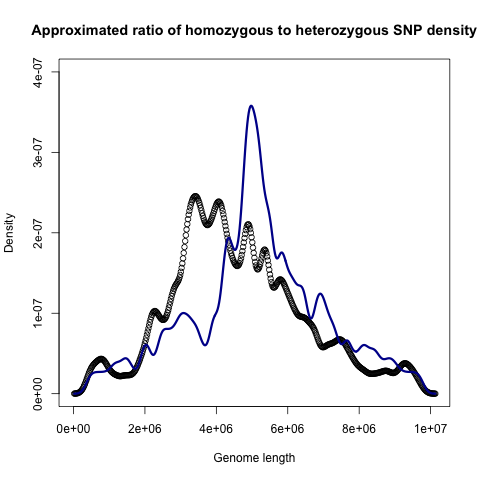 Approximated ratio of homozygous to heterozygous SNP density
4e-07
3e-07
2e-07
1e-07
0e+00
Density
0e+00 2e+06 4e+06 6e+06 8e+06 1e+07
Genome length